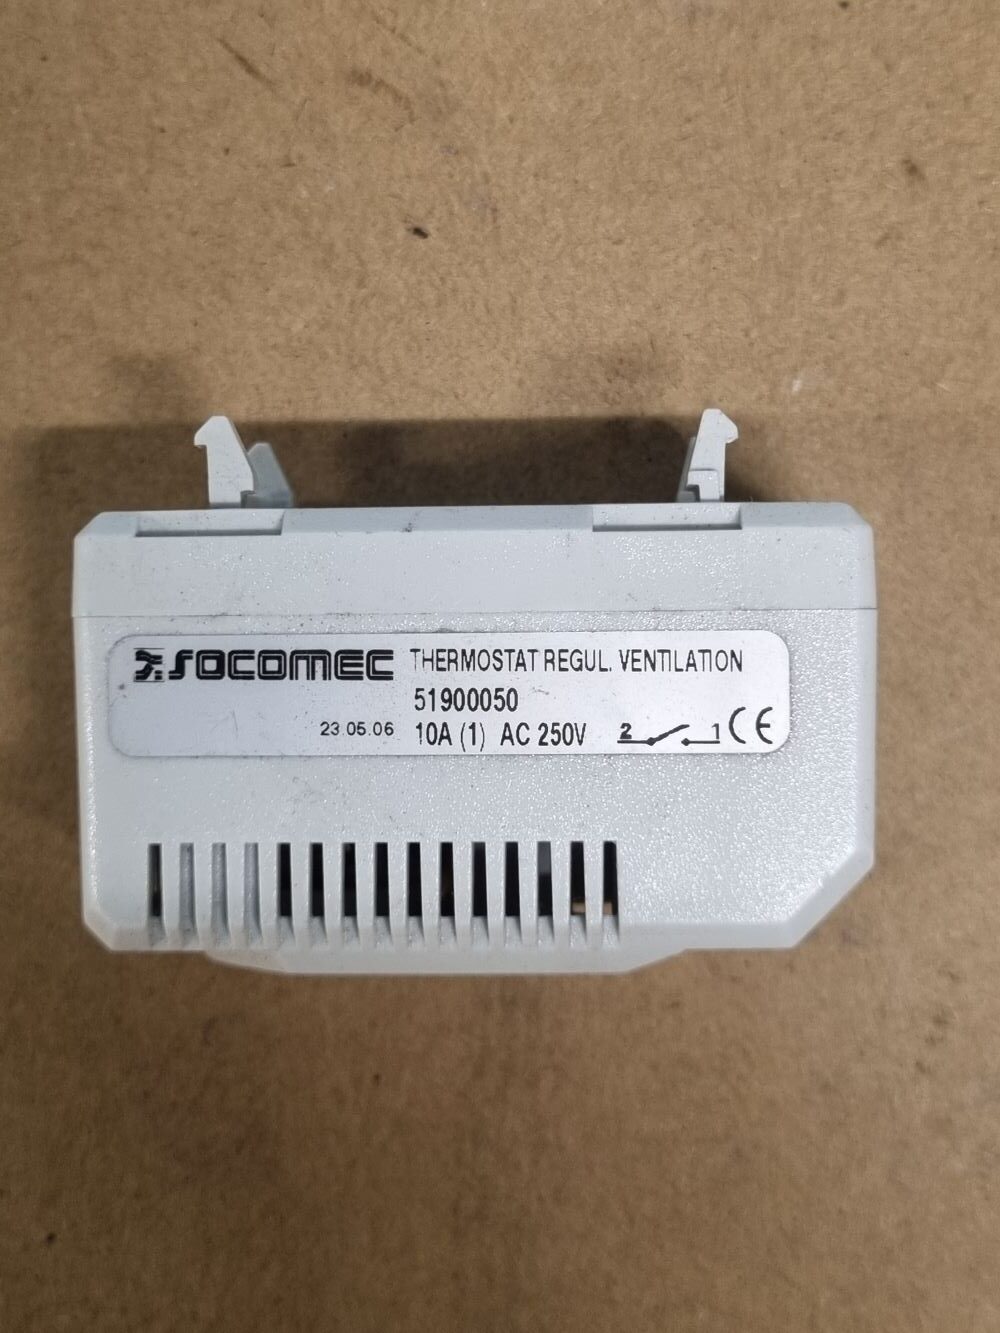 SOCOMEC THERMOSTAT REGUL. VENTILATION
51900050
23.05.06 10A (1) AC 250V 2 1 CE